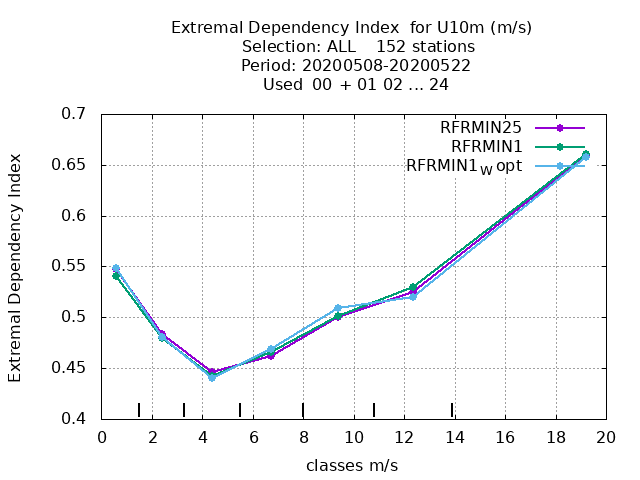 Extremal Dependency Index  for U10m (m/s)
Selection: ALL    152 stations
Period: 20200508-20200522
Used  00 + 01 02 ... 24
RFRMIN25
RFRMIN1
RFRMIN1W opt
Extremal Dependency Index
0.7
0.65
0.6
0.55
0.5
0.45
0.4
0 2 4 6 8 10 12 14 16 18 20
classes m/s